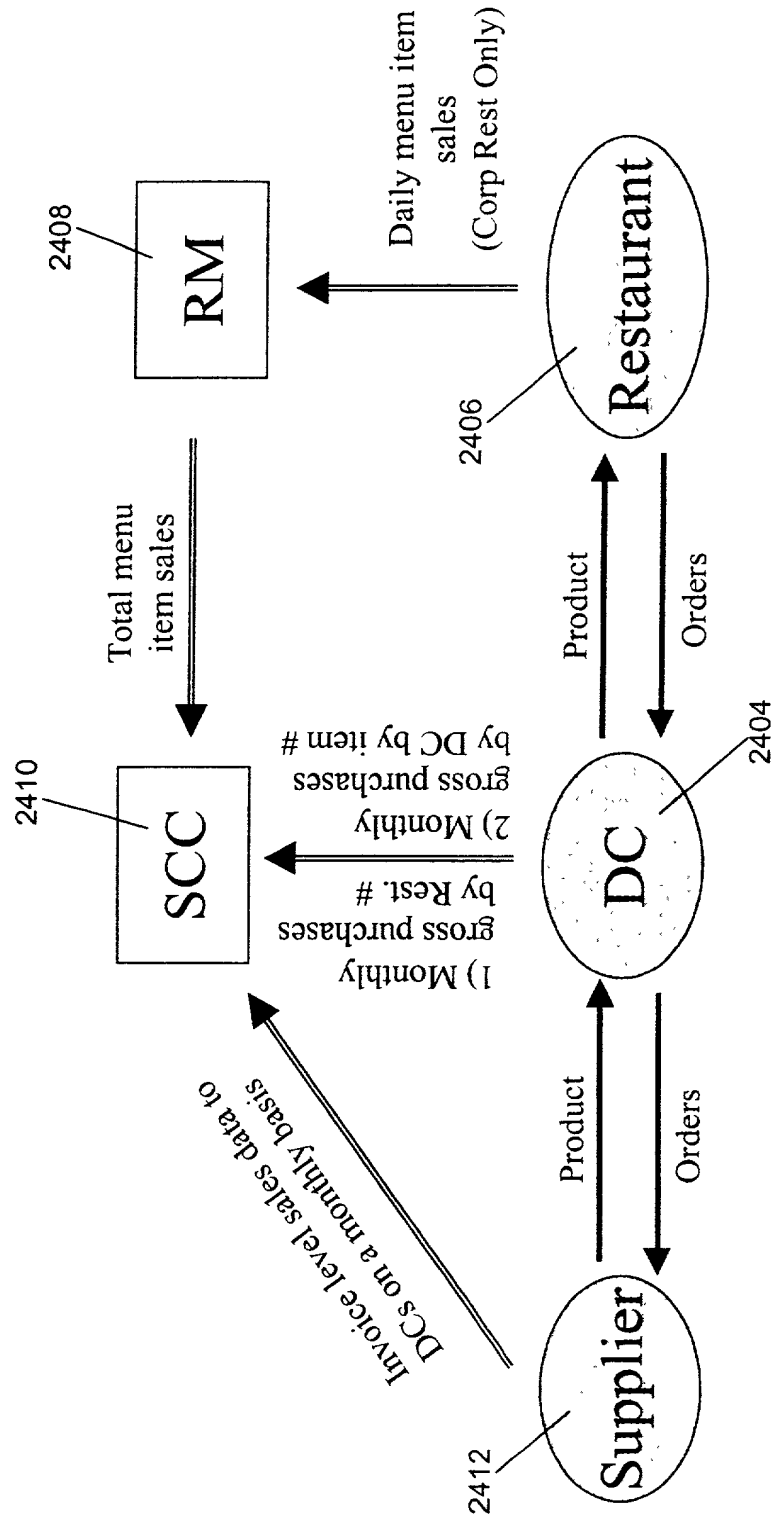 2410
SCC
Total menu
item sales
2408
RM
Invoice level sales data to
DCs on a monthly basis
1) Monthly
gross purchases
by Rest. #
2) Monthly
gross purchases
by DC by item #
Daily menu item
sales
(Corp Rest Only)
2412
Supplier
Product
Orders
DC
2404
Product
Orders
2406
Restaurant